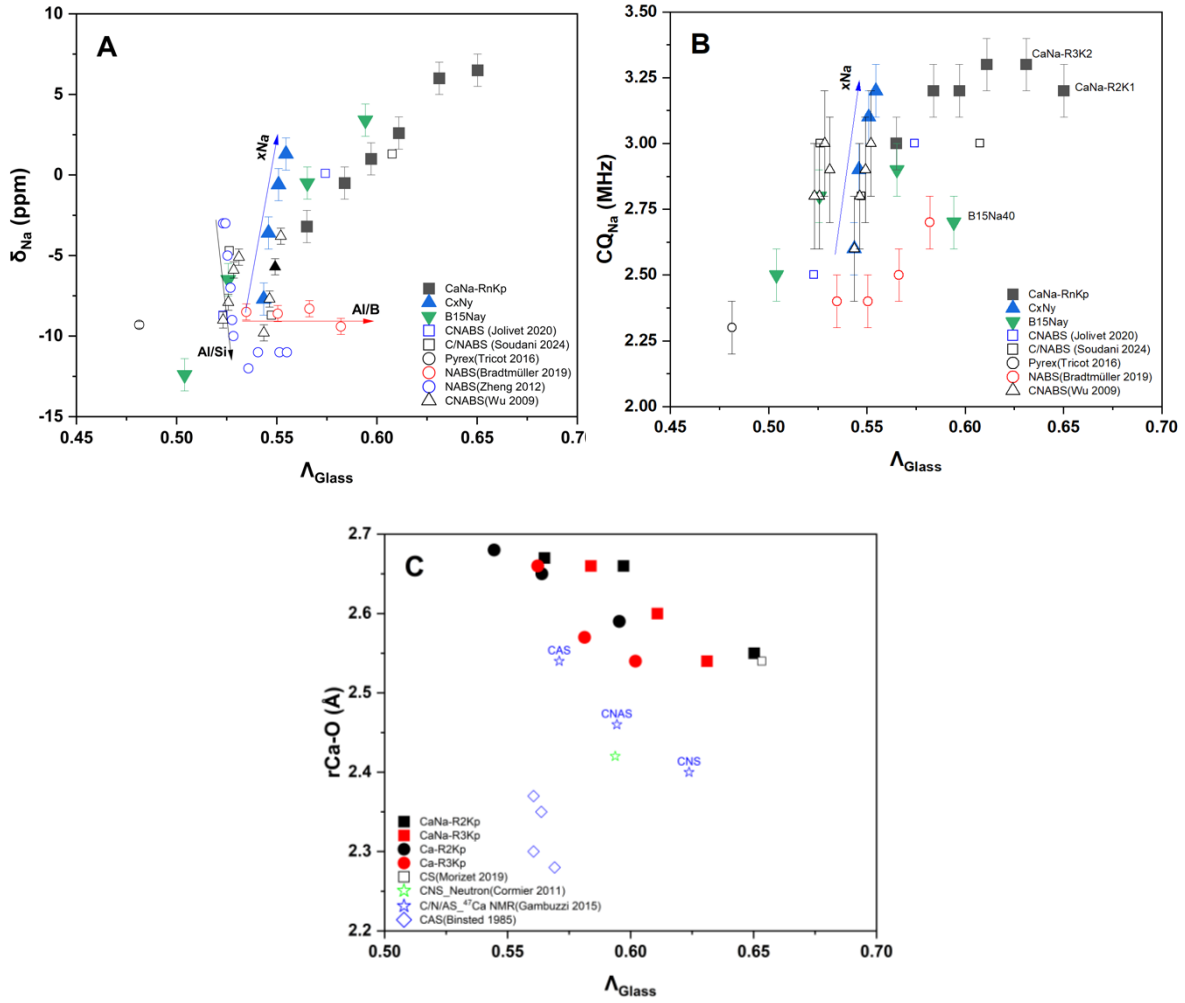 A
δNa (ppm)
10
5
0
-5
-10
-15
xNa
Al/B
Al/Si
CaNa-RnKp
CxNy
B15Nay
CNABS (Jolivet 2020)
C/NABS (Soudani 2024)
Pyrex(Tricot 2016)
NABS(Bradtmüller 2019)
NABS(Zheng 2012)
CNABS(Wu 2009)
0.45 0.50 0.55 0.60 0.65 0.70
ΛGlass
B
CQNa (MHz)
3.50
3.25
3.00
2.75
2.50
2.25
2.00
xNa
CaNa-R3K2
CaNa-R2K1
B15Na40
CaNa-RnKp
CxNy
B15Nay
CNABS (Jolivet 2020)
C/NABS (Soudani 2024)
Pyrex(Tricot 2016)
NABS(Bradtmüller 2019)
CNABS(Wu 2009)
0.45 0.50 0.55 0.60 0.65 0.70
ΛGlass
C
rCa-O (Å)
2.7
2.6
2.5
2.4
2.3
2.2
CAS
CNAS
CNS
CaNa-R2Kp
CaNa-R3Kp
Ca-R2Kp
Ca-R3Kp
CS(Morizet 2019)
CNS_Neutron(Cormier 2011)
C/N/AS_⁴⁷Ca NMR(Gambuzzi 2015)
CAS(Binsted 1985)
0.50 0.55 0.60 0.65 0.70
ΛGlass